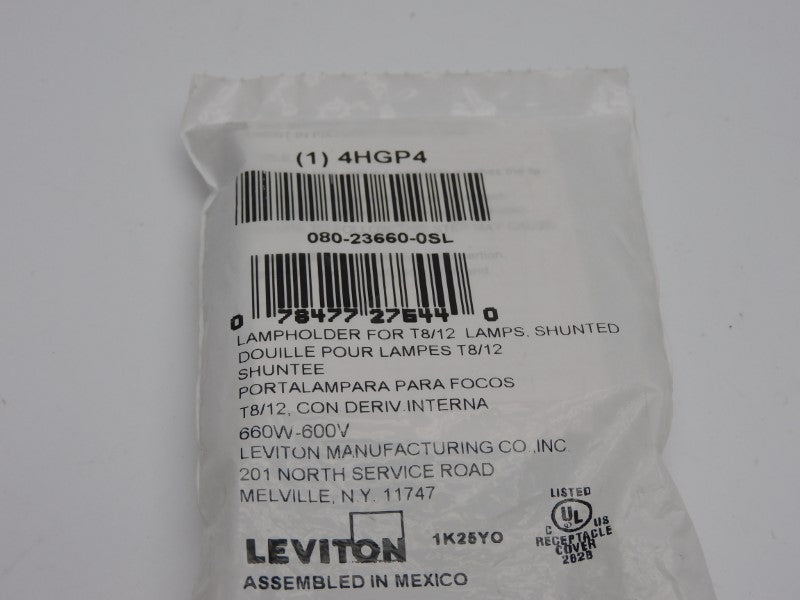 (1) 4HGP4
080-23660-0SL
0 78477 27644 0
LAMPHOLDER FOR T8/12 LAMPS. SHUNTED
DOUILLE POUR LAMPES T8/12
SHUNTEE
PORTALAMPARA PARA FOCOS
T8/12, CON DERIV.INTERNA
660W-600V
LEVITON MANUFACTURING CO.,INC.
201 NORTH SERVICE ROAD
MELVILLE, N.Y. 11747
LEVITON 1K25YO
ASSEMBLED IN MEXICO
LISTED
C UL US
RECEPTACLE
COVER
2828